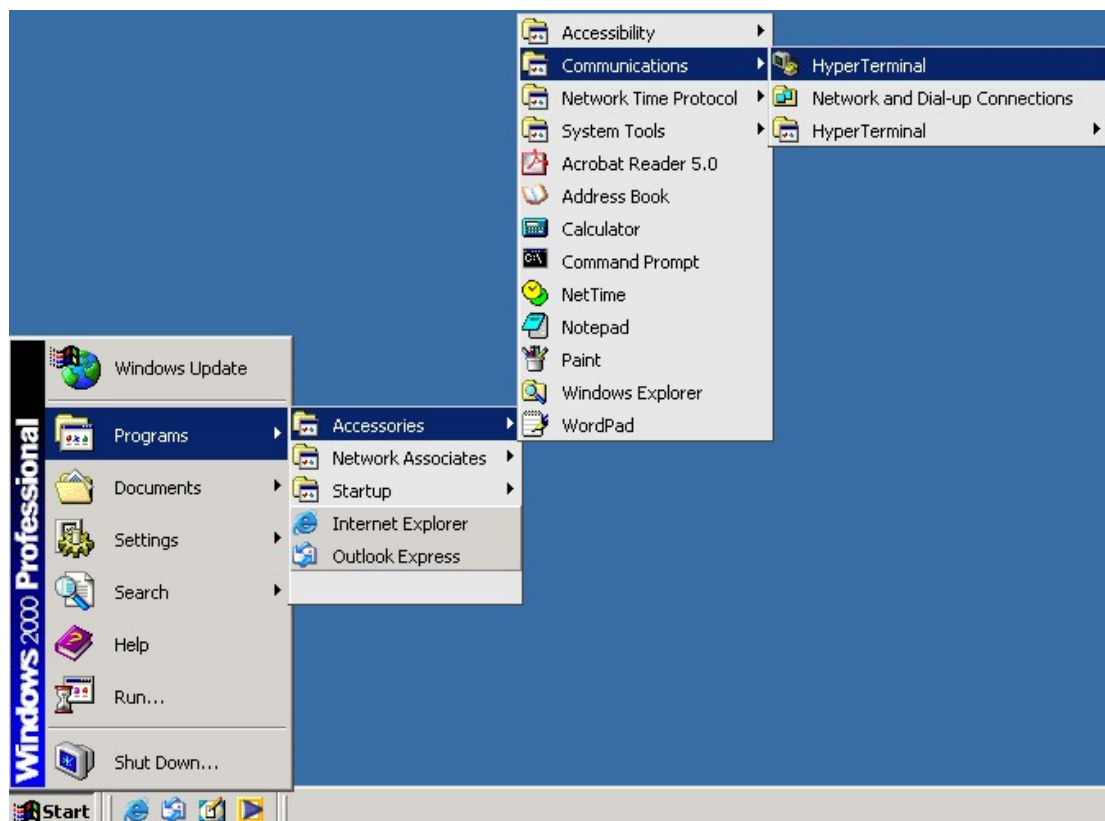 Accessibility
Communications
Network Time Protocol
System Tools
Acrobat Reader 5.0
Address Book
Calculator
Command Prompt
NetTime
Notepad
Paint
Windows Explorer
WordPad
HyperTerminal
Network and Dial-up Connections
HyperTerminal
Windows Update
Programs
Documents
Settings
Search
Help
Run...
Shut Down...
Accessories
Network Associates
Startup
Internet Explorer
Outlook Express
Windows 2000 Professional
Start